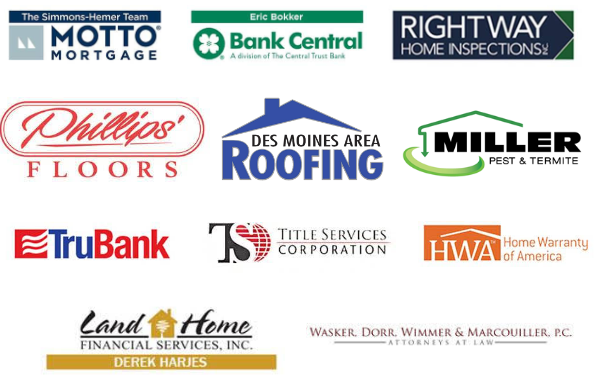 The Simmons-Hemer Team
MOTTO®
MORTGAGE
Eric Bokker
Bank Central
A division of The Central Trust Bank
RIGHTWAY
HOME INSPECTIONS
Phillips'
FLOORS
DES MOINES AREA
ROOFING
MILLER
PEST & TERMITE
TruBank
TS
TITLE SERVICES
CORPORATION
HWA
Home Warranty
of America
Land Home
FINANCIAL SERVICES, INC.
DEREK HARJES
WASKER, DORR, WIMMER & MARCOUILLER, P.C.
ATTORNEYS AT LAW